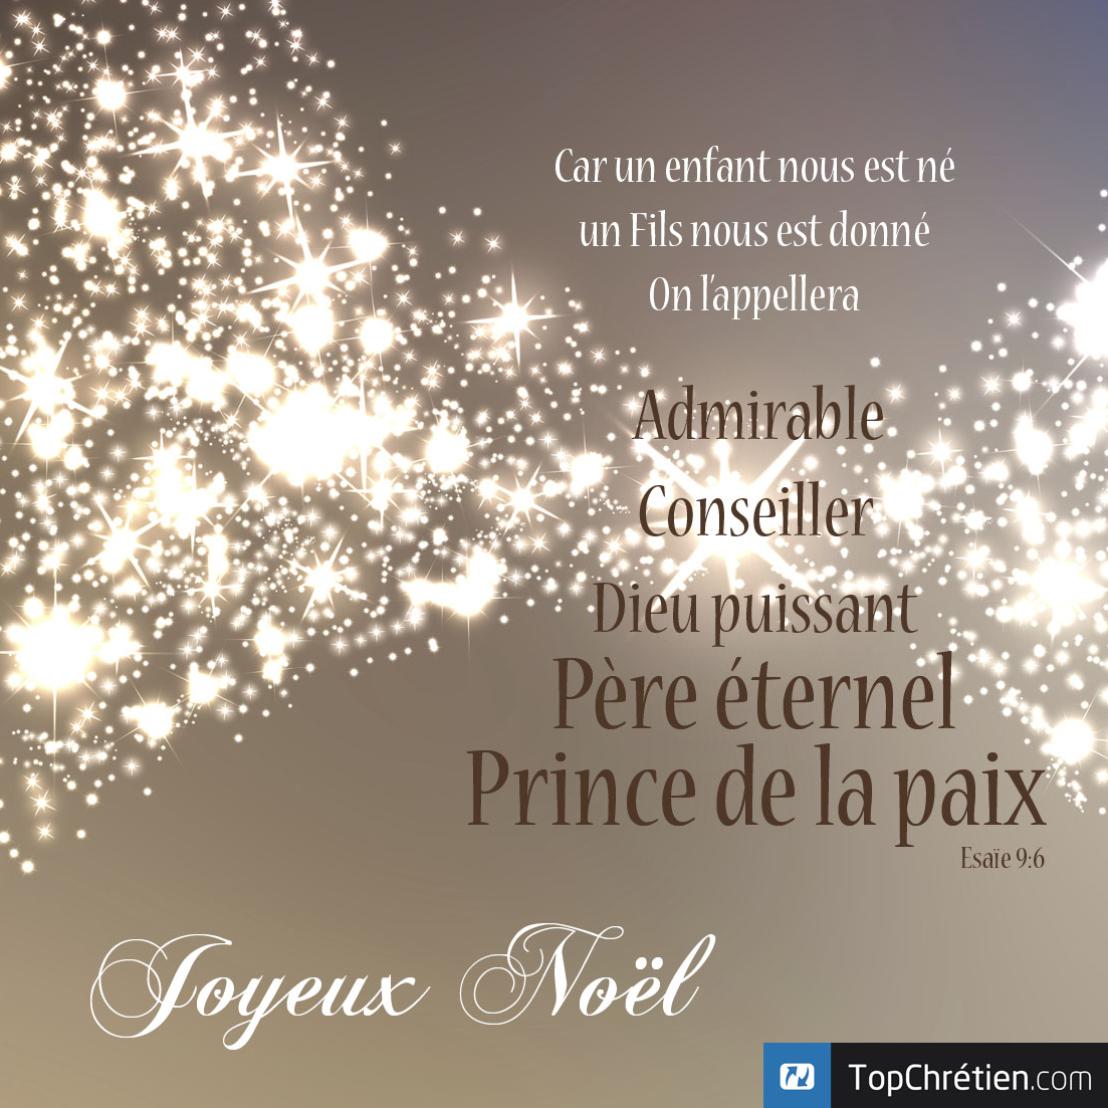 Car un enfant nous est né
un Fils nous est donné
On l'appellera
Admirable
Conseiller
Dieu puissant
Père éternel
Prince de la paix
Esaïe 9:6
Joyeux Noël
TopChrétien.com